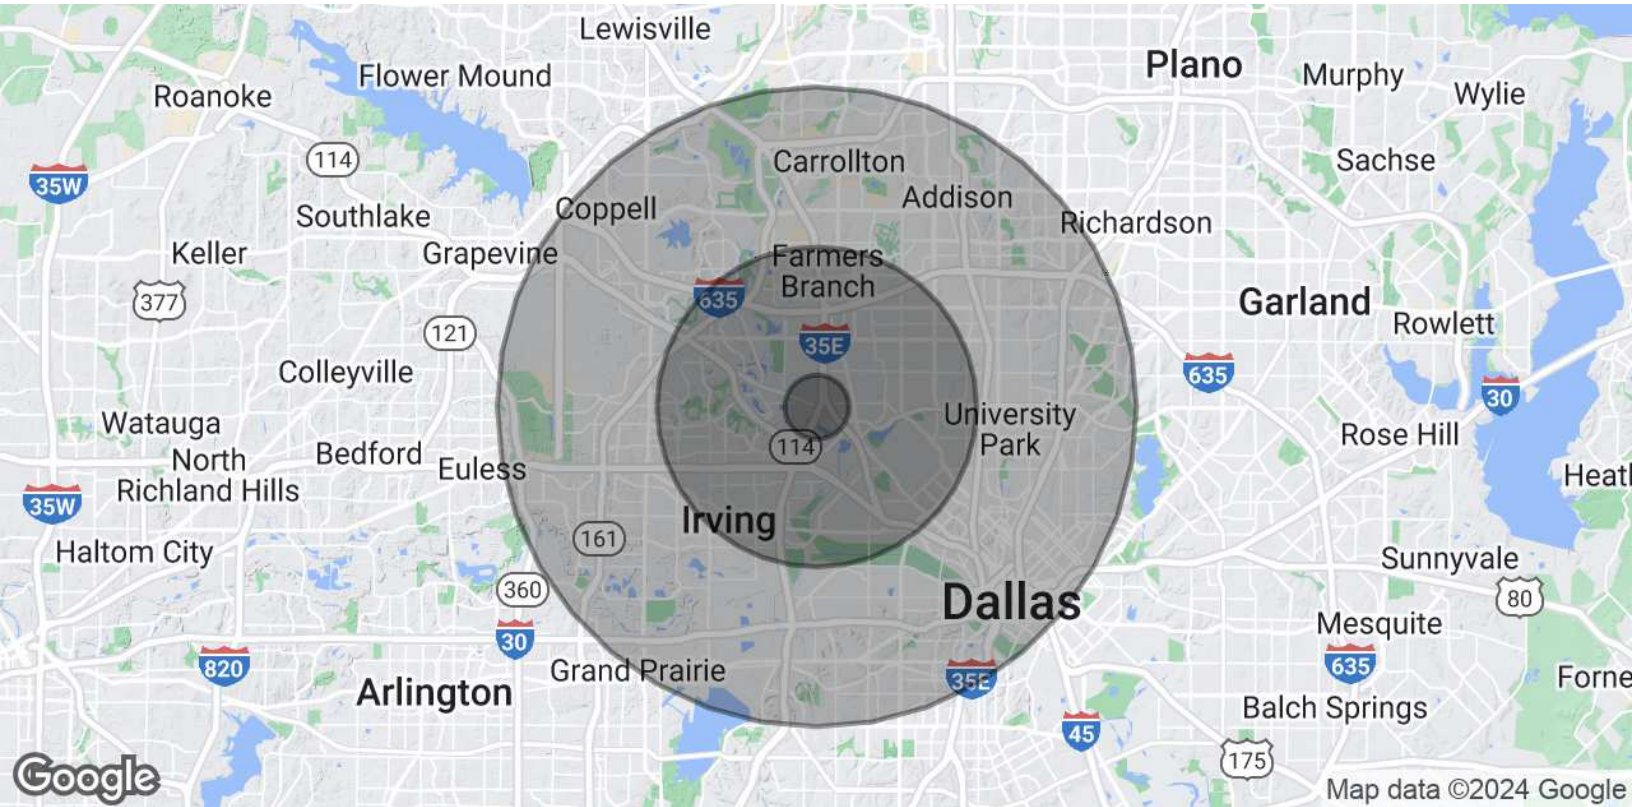 Lewisville
Plano
Flower Mound
Murphy
Roanoke
Wylie
114
Carrollton
Sachse
35W
Addison
Coppell
Southlake
Richardson
Keller
Grapevine
Farmers
Branch
377
635
Garland
Rowlett
121
35E
Colleyville
635
30
Watauga
University
Park
Rose Hill
North
Richland Hills
Bedford
Euless
114
Heatl
35W
Irving
161
Haltom City
Sunnyvale
360
Dallas
80
Mesquite
30
820
Grand Prairie
35E
635
Forne
Arlington
Balch Springs
45
175
Google
Map data ©2024 Google